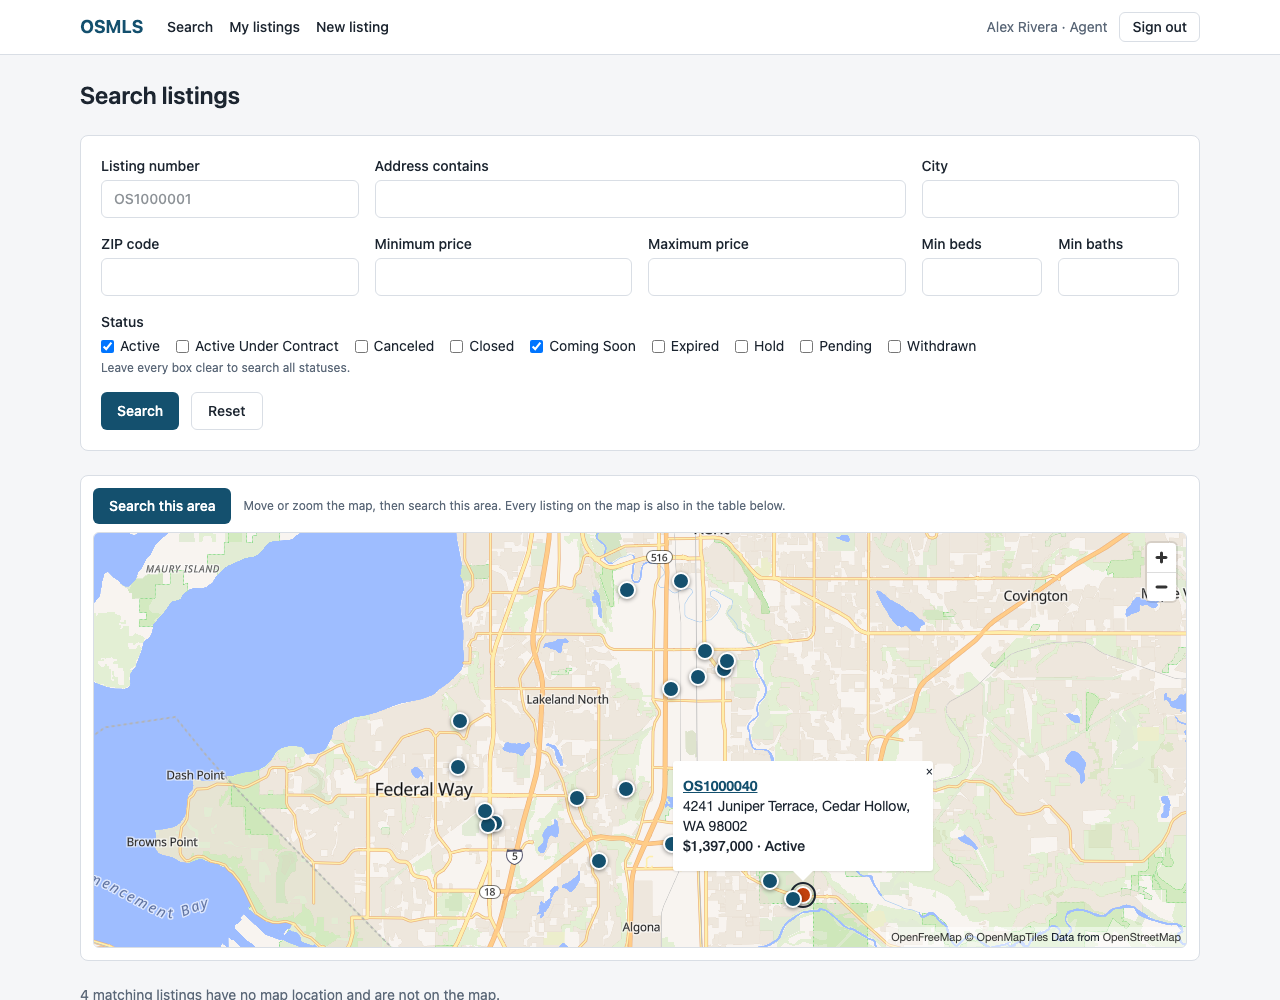 OSMLS Search My listings New listing Alex Rivera · Agent Sign out
Search listings
Listing number Address contains City
OS1000001
ZIP code Minimum price Maximum price Min beds Min baths
Status
Active Active Under Contract Canceled Closed Coming Soon Expired Hold Pending Withdrawn
Leave every box clear to search all statuses.
Search Reset
Search this area Move or zoom the map, then search this area. Every listing on the map is also in the table below.
516
MAURY ISLAND
Covington
Lakeland North
Dash Point
Federal Way
×
OS1000040
4241 Juniper Terrace, Cedar Hollow,
WA 98002
$1,397,000 · Active
Browns Point
5
18
mencement Bay
Algona
OpenFreeMap © OpenMapTiles Data from OpenStreetMap
4 matching listings have no map location and are not on the map.